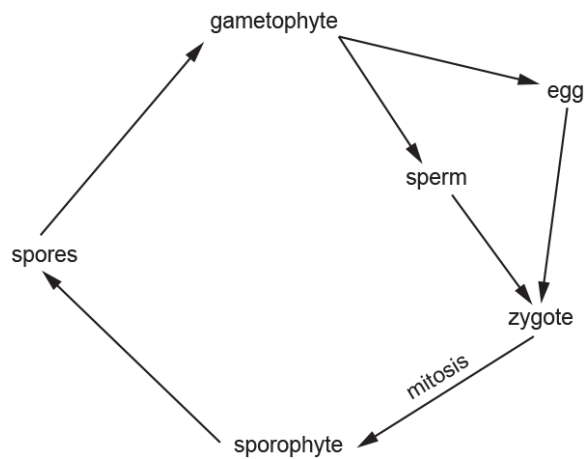 gametophyte
egg
sperm
spores
zygote
mitosis
sporophyte